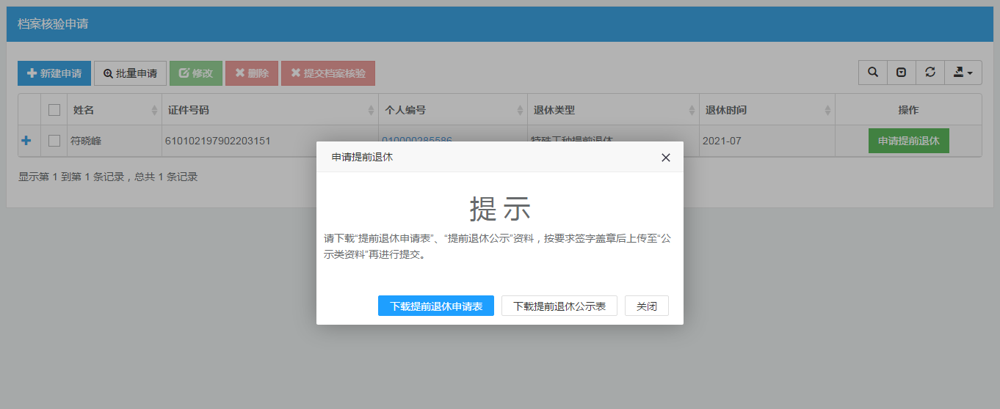 档案核验申请
新建申请 批量申请 修改 删除 提交档案核验
姓名 证件号码 个人编号 退休类型 退休时间 操作
符晓峰 610102197902203151 010000285586 特殊工种提前退休 2021-07 申请提前退休
显示第 1 到第 1 条记录，总共 1 条记录
申请提前退休
提 示
请下载“提前退休申请表”、“提前退休公示”资料，按要求签字盖章后上传至“公
示类资料”再进行提交。
下载提前退休申请表 下载提前退休公示表 关闭